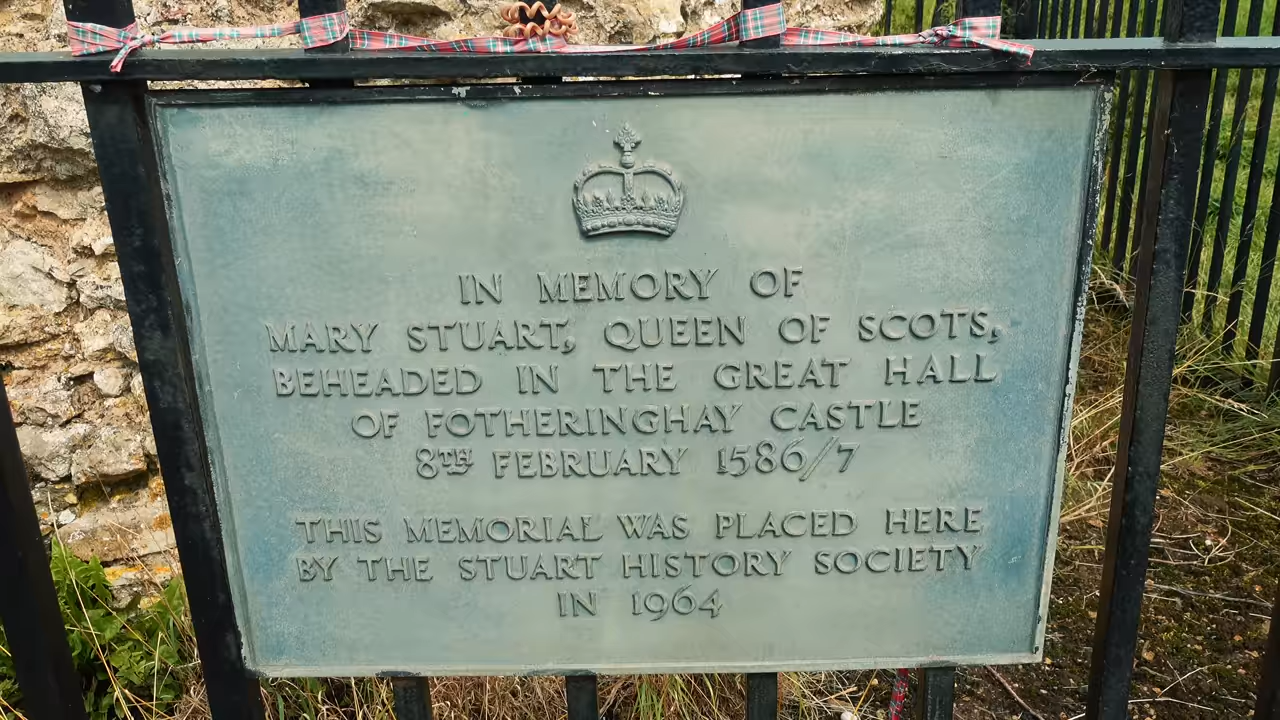 IN MEMORY OF
MARY STUART, QUEEN OF SCOTS,
BEHEADED IN THE GREAT HALL
OF FOTHERINGHAY CASTLE
8TH FEBRUARY 1586/7
THIS MEMORIAL WAS PLACED HERE
BY THE STUART HISTORY SOCIETY
IN 1964